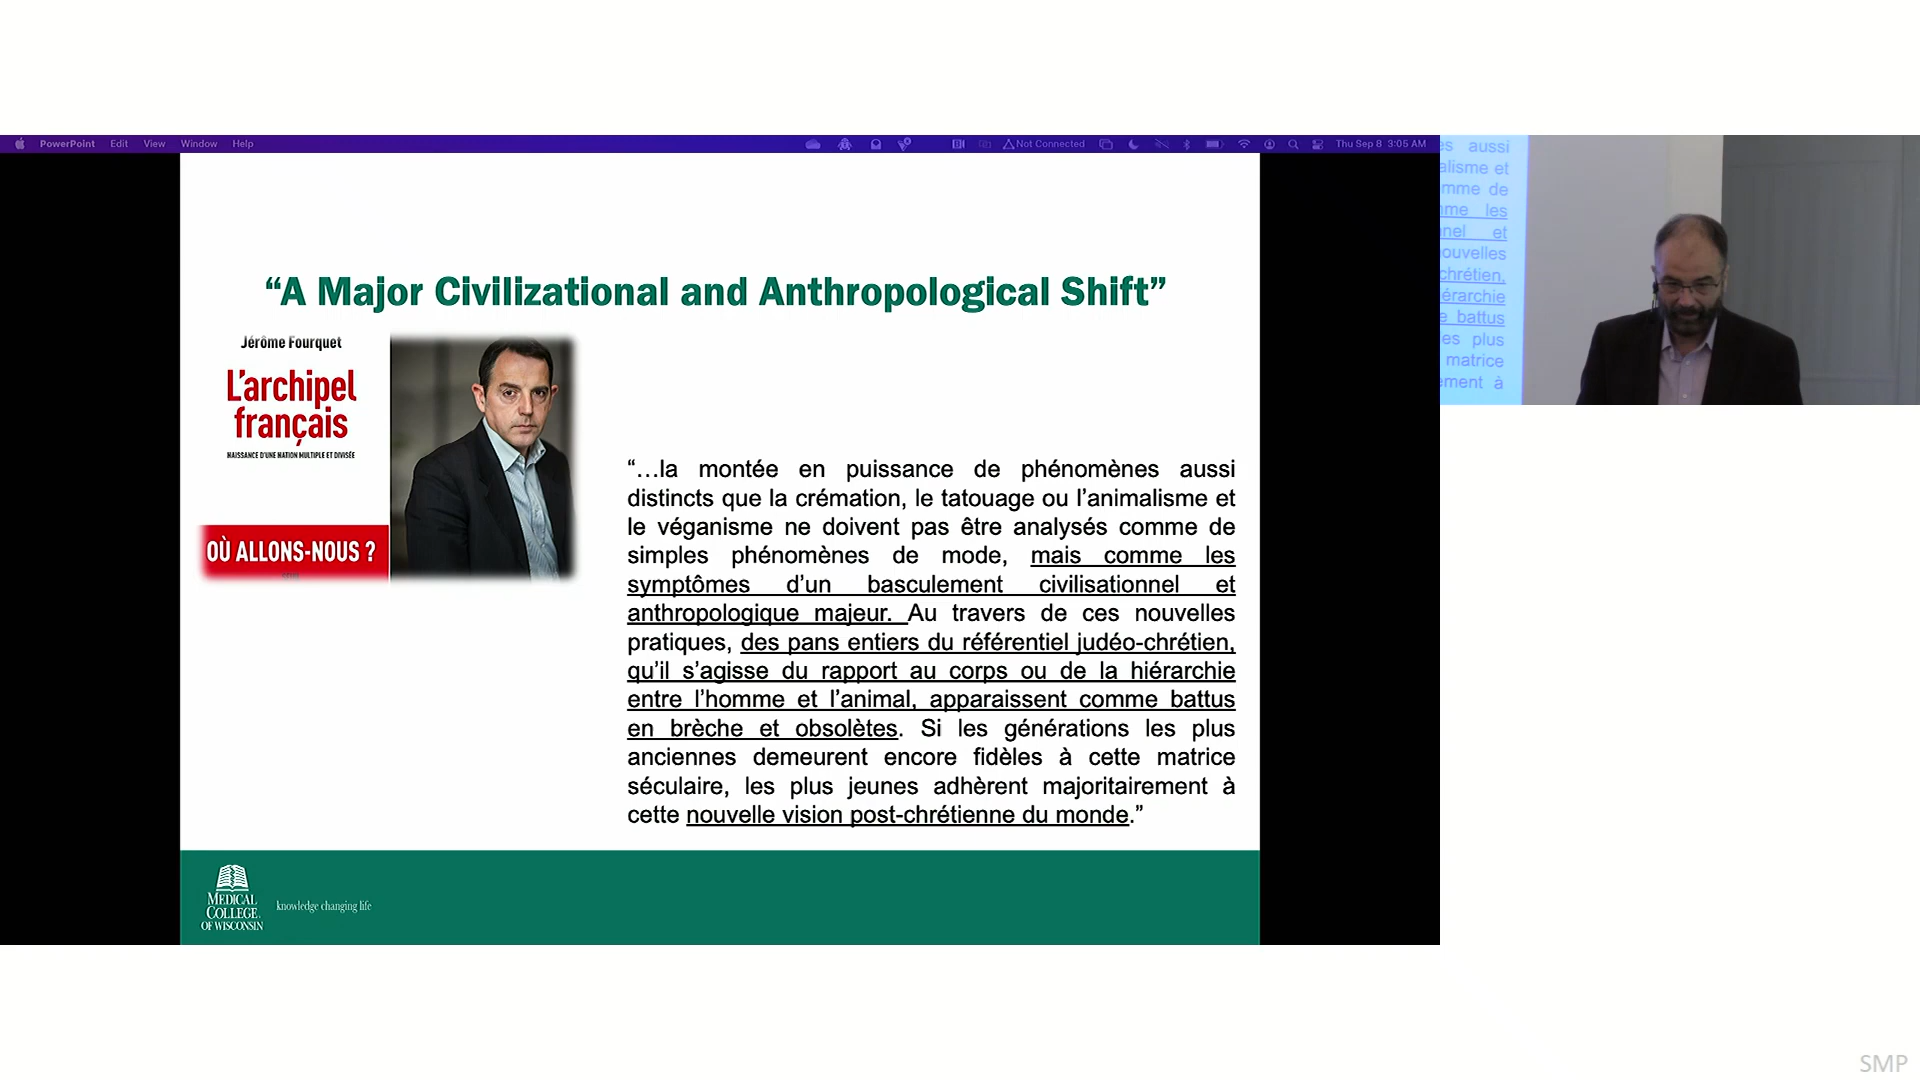 PowerPoint Edit View Window Help
Not Connected
Thu Sep 8 3:05 AM
“A Major Civilizational and Anthropological Shift”
Jérôme Fourquet
L’archipel
français
NAISSANCE D’UNE NATION MULTIPLE ET DIVISÉE
OÙ ALLONS-NOUS ?
“…la montée en puissance de phénomènes aussi
distincts que la crémation, le tatouage ou l’animalisme et
le véganisme ne doivent pas être analysés comme de
simples phénomènes de mode, mais comme les
symptômes d’un basculement civilisationnel et
anthropologique majeur. Au travers de ces nouvelles
pratiques, des pans entiers du référentiel judéo-chrétien,
qu’il s’agisse du rapport au corps ou de la hiérarchie
entre l’homme et l’animal, apparaissent comme battus
en brèche et obsolètes. Si les générations les plus
anciennes demeurent encore fidèles à cette matrice
séculaire, les plus jeunes adhèrent majoritairement à
cette nouvelle vision post-chrétienne du monde.”
MEDICAL
COLLEGE
OF WISCONSIN
knowledge changing life
es aussi
alisme et
mme de
mme les
nnel et
ouvelles
chrétien,
érarchie
e battus
es plus
matrice
ement à
SMP